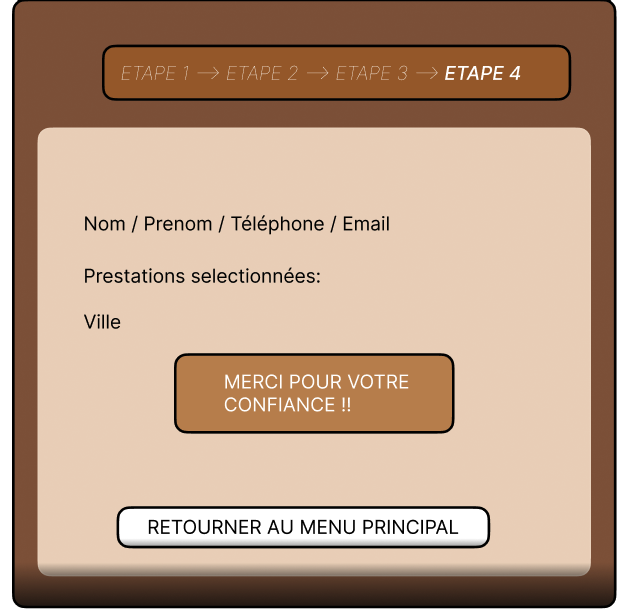 ETAPE 1 → ETAPE 2 → ETAPE 3 → ETAPE 4
Nom / Prenom / Téléphone / Email
Prestations selectionnées:
Ville
MERCI POUR VOTRE
CONFIANCE !!
RETOURNER AU MENU PRINCIPAL